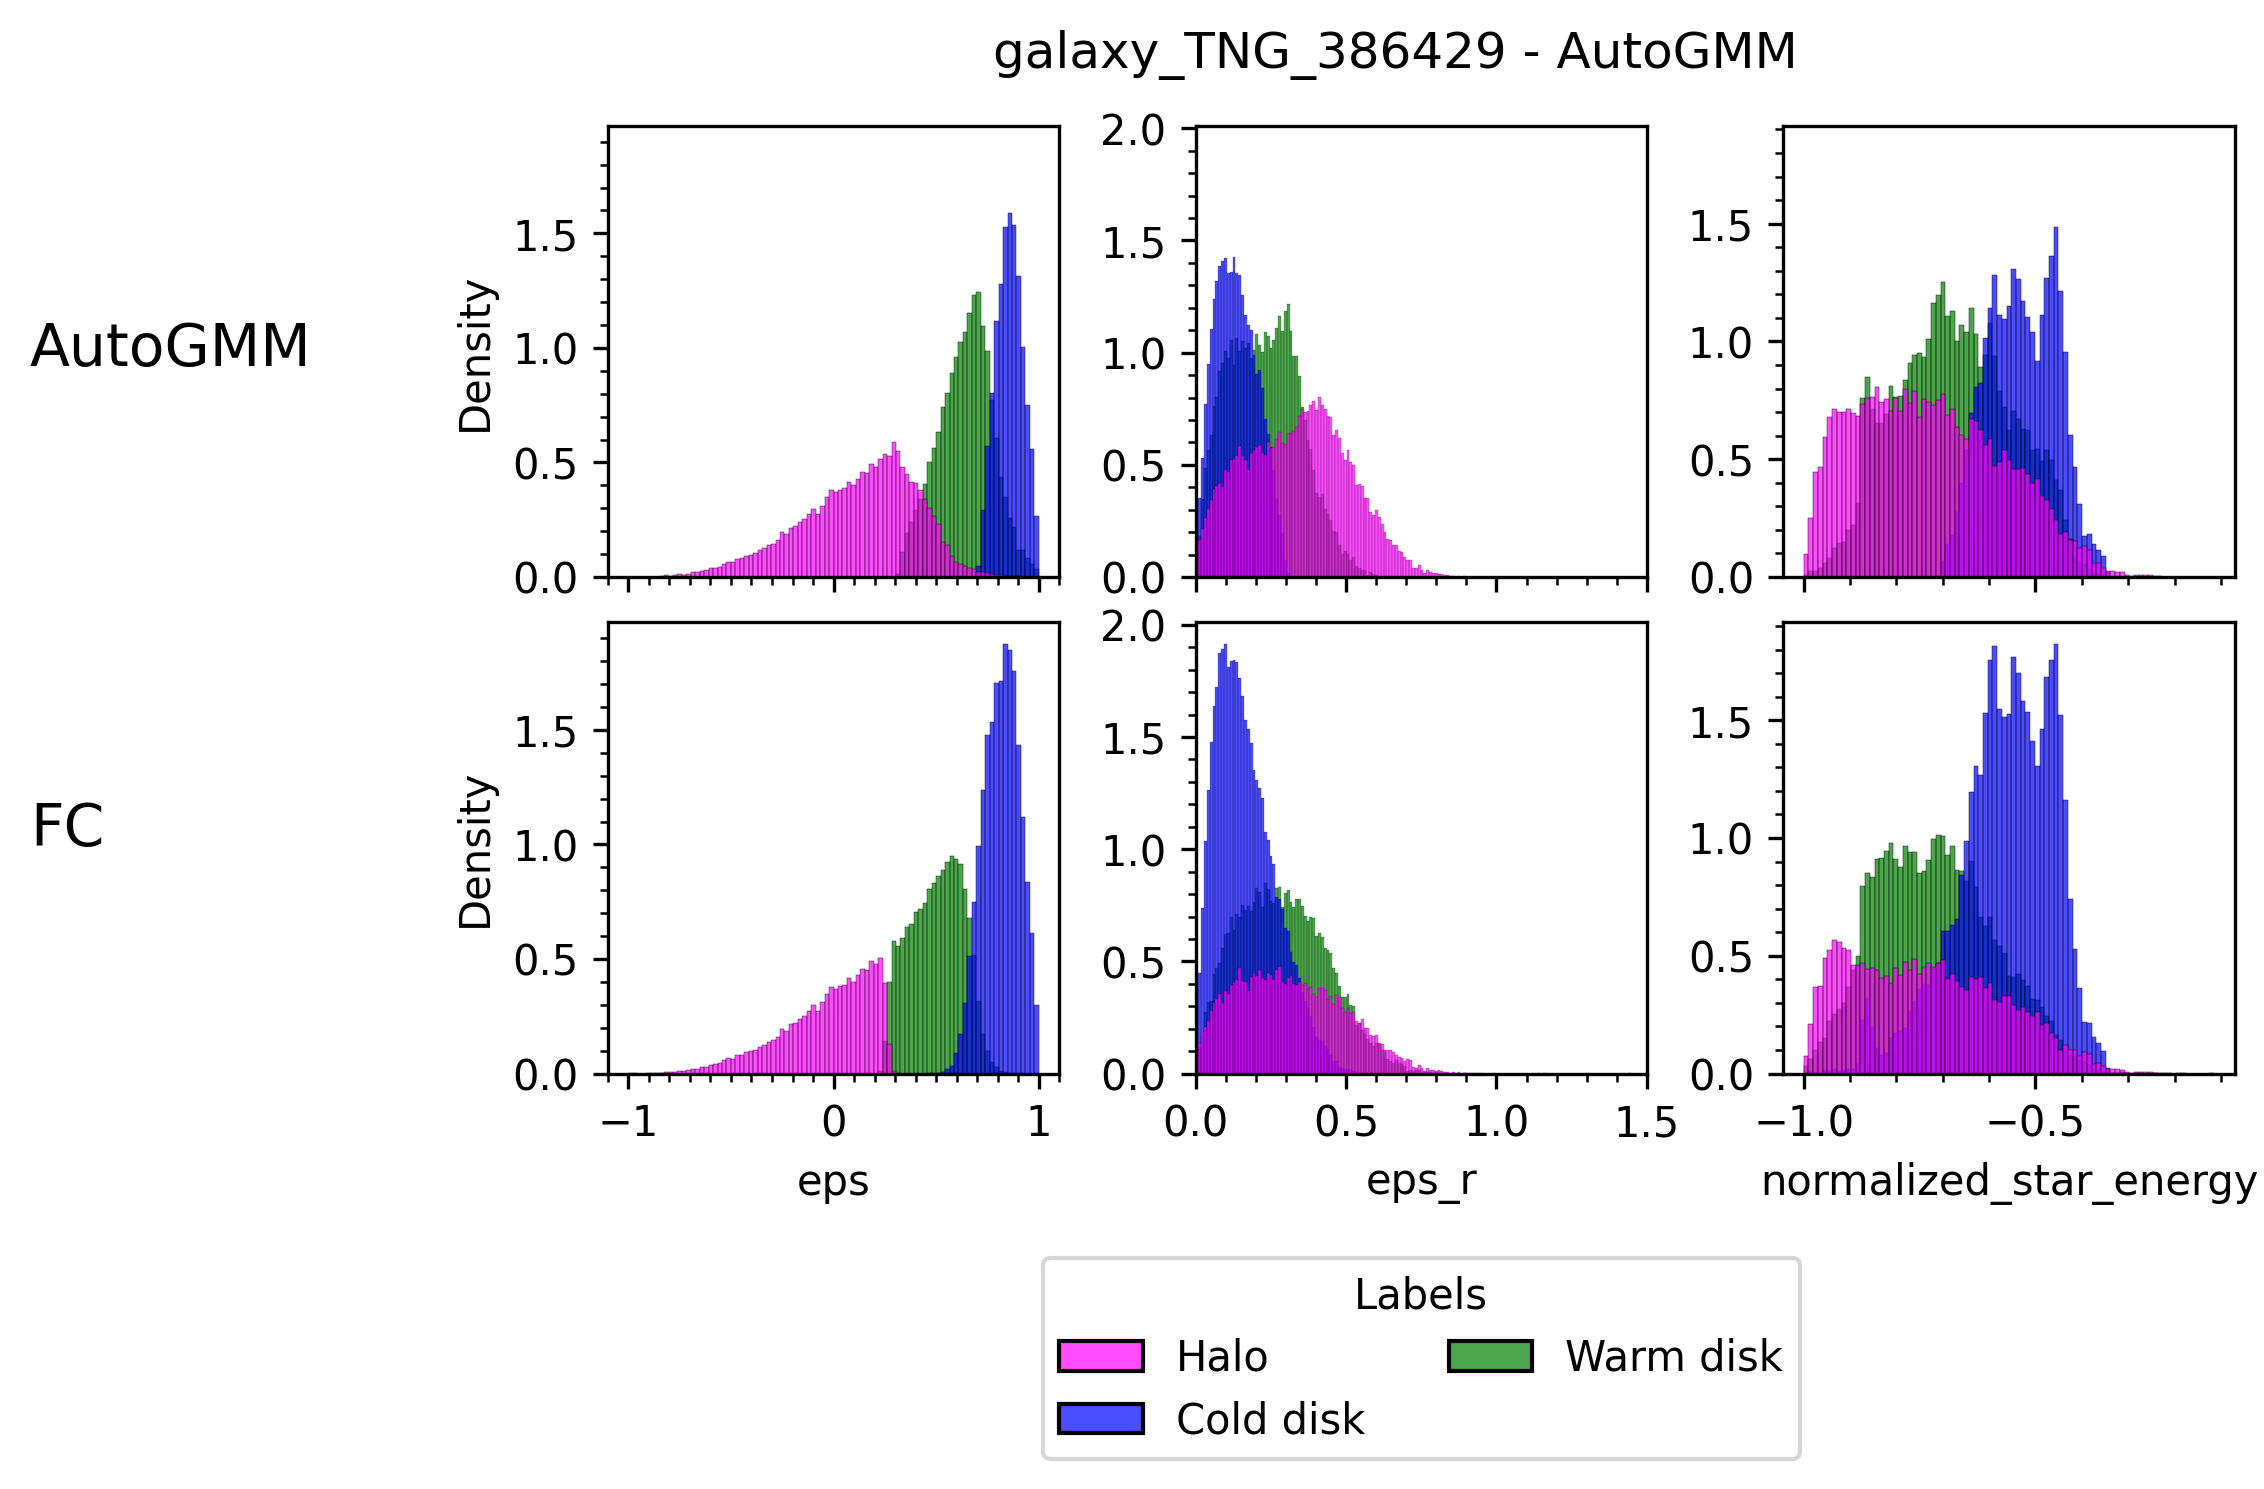 galaxy_TNG_386429 - AutoGMM
AutoGMM
Density
1.5
1.0
0.5
0.0
2.0
1.5
1.0
0.5
0.0
1.5
1.0
0.5
0.0
FC
Density
1.5
1.0
0.5
0.0
2.0
1.5
1.0
0.5
0.0
1.5
1.0
0.5
0.0
−1 0 1
0.0 0.5 1.0 1.5
−1.0 −0.5
eps
eps_r
normalized_star_energy
Labels
Halo
Warm disk
Cold disk